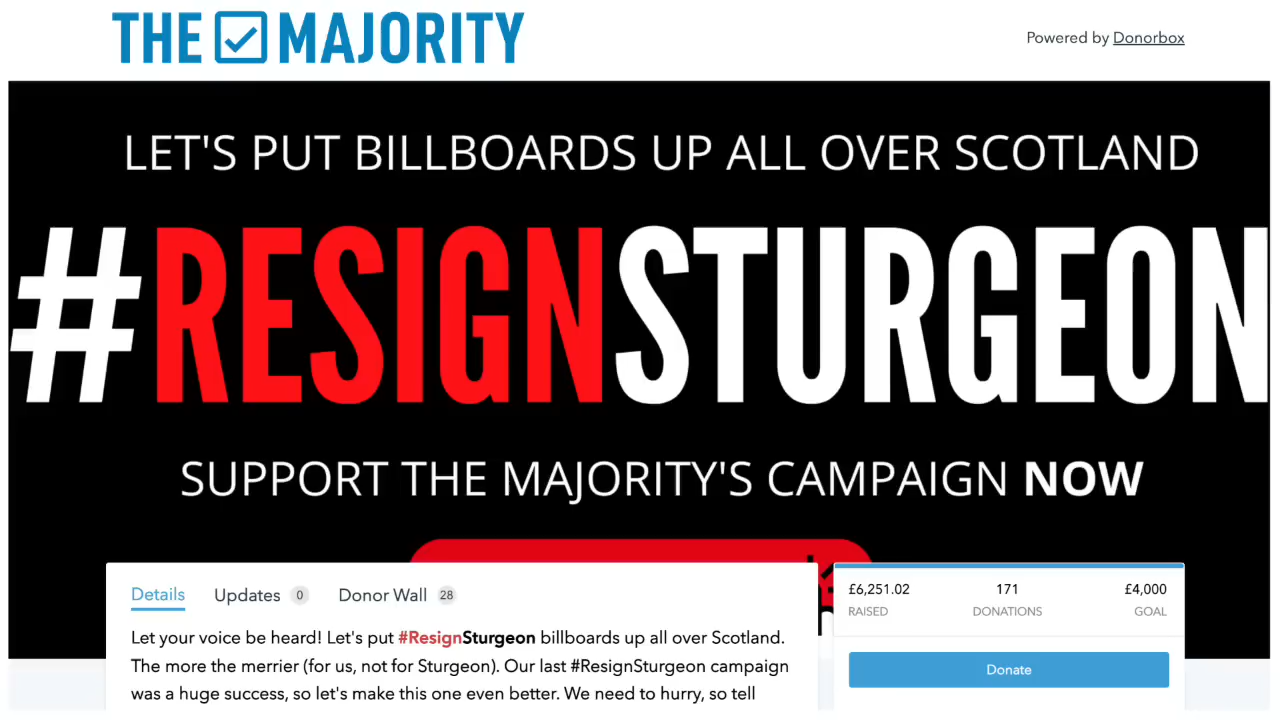 THE MAJORITY
Powered by Donorbox
LET'S PUT BILLBOARDS UP ALL OVER SCOTLAND
#RESIGNSTURGEON
SUPPORT THE MAJORITY'S CAMPAIGN NOW
Details Updates 0 Donor Wall 28
Let your voice be heard! Let's put #ResignSturgeon billboards up all over Scotland.
The more the merrier (for us, not for Sturgeon). Our last #ResignSturgeon campaign
was a huge success, so let's make this one even better. We need to hurry, so tell
£6,251.02 171 £4,000
RAISED DONATIONS GOAL
Donate